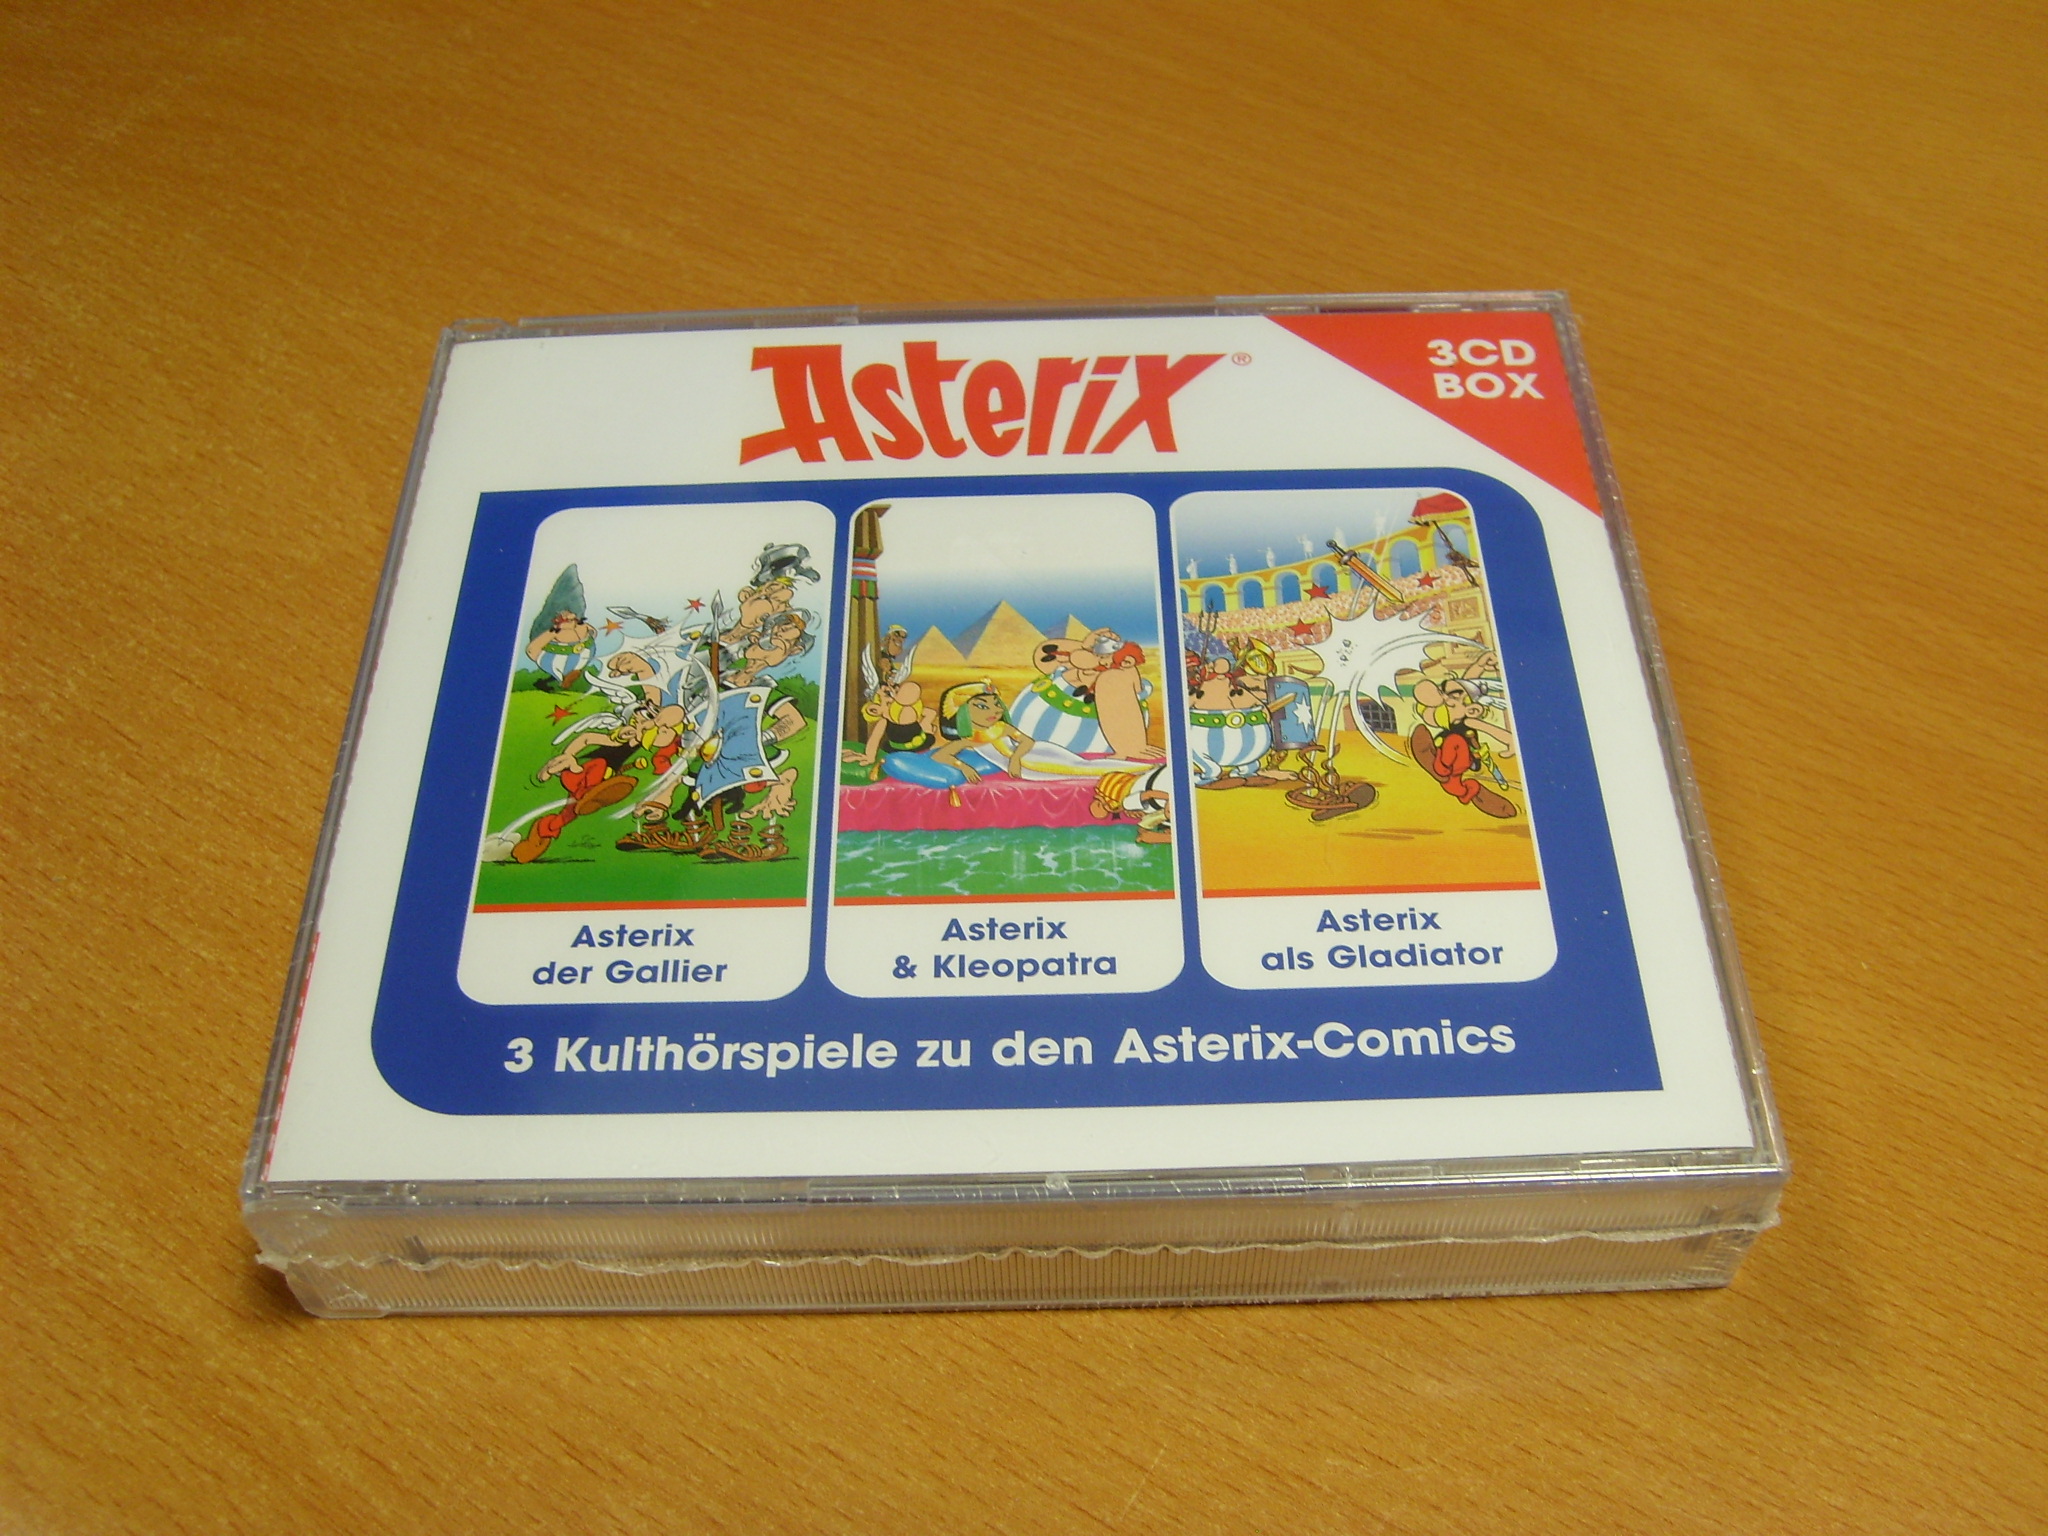 Asterix®
3CD
BOX
Asterix
der Gallier
Asterix
& Kleopatra
Asterix
als Gladiator
3 Kulthörspiele zu den Asterix-Comics